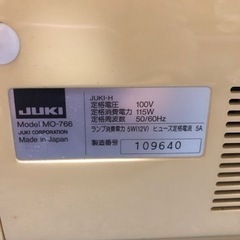 JUKI
Model MO-766
JUKI CORPORATION
Made in Japan
JUKI-H
定格電圧 100V
定格消費電力 115W
定格周波数 50/60Hz
ランプ消費電力 5W(12V) ヒューズ定格電流 5A
製造番号 109640